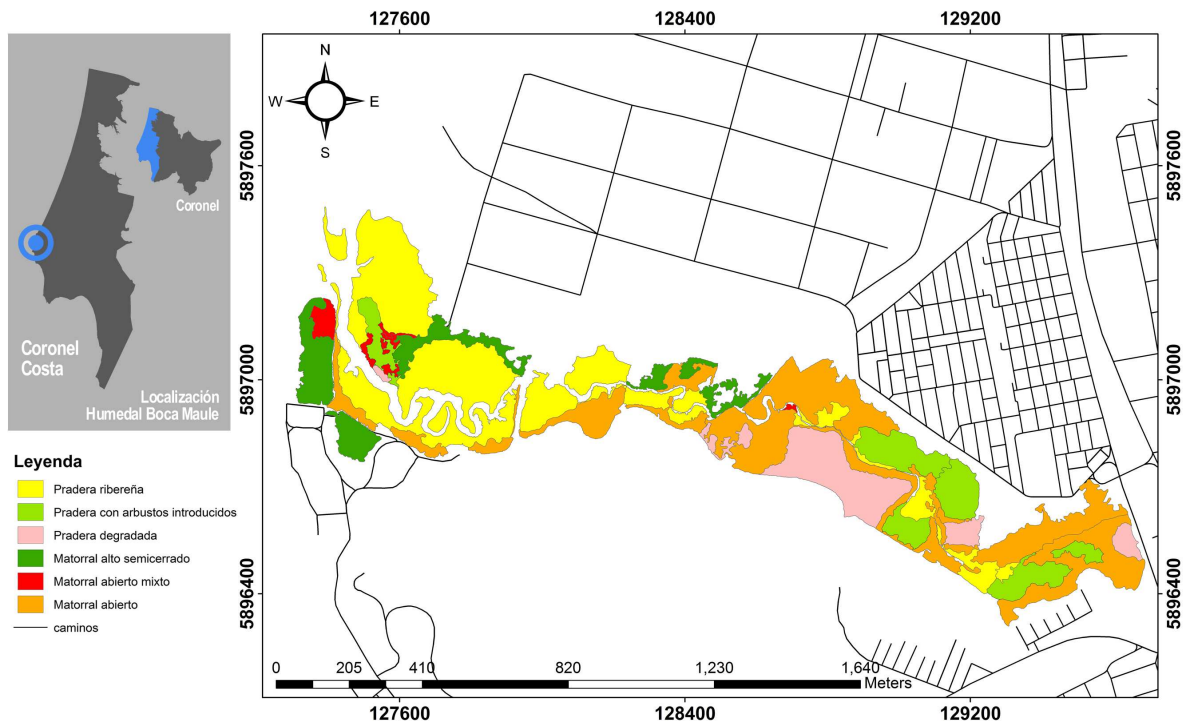 127600
128400
129200
N
W
E
S
5897600
5897600
Coronel
5897000
5897000
Coronel
Costa
Localización
Humedal Boca Maule
Leyenda
Pradera ribereña
Pradera con arbustos introducidos
Pradera degradada
Matorral alto semicerrado
Matorral abierto mixto
Matorral abierto
caminos
5896400
5896400
0
205
410
820
1,230
1,640
Meters
127600
128400
129200